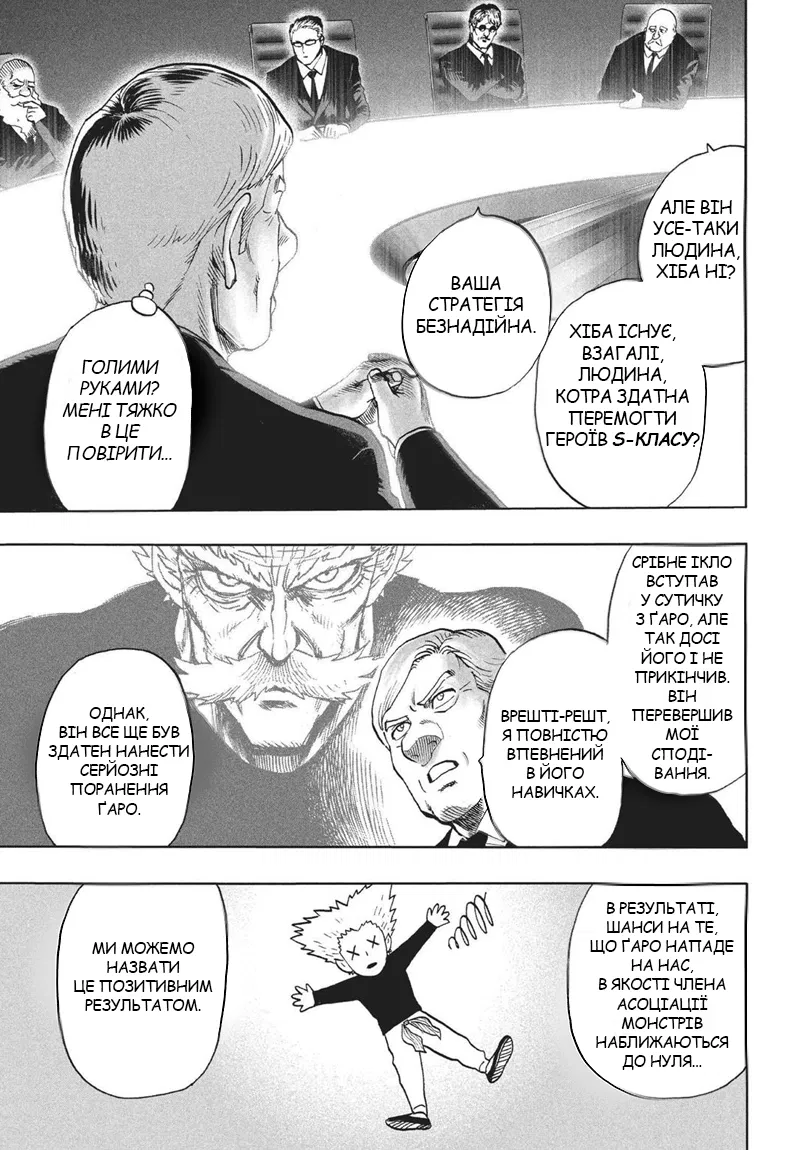 АЛЕ ВІН
УСЕ-ТАКИ
ЛЮДИНА,
ХІБА НІ?
ХІБА ІСНУЄ,
ВЗАГАЛІ,
ЛЮДИНА,
КОТРА ЗДАТНА
ПЕРЕМОГТИ
ГЕРОЇВ S-КЛАСУ?
ВАША
СТРАТЕГІЯ
БЕЗНАДІЙНА.
ГОЛИМИ
РУКАМИ?
МЕНІ ТЯЖКО
В ЦЕ
ПОВІРИТИ...
СРІБНЕ ІКЛО
ВСТУПАВ
У СУТИЧКУ
З ҐАРО, АЛЕ
ТАК ДОСІ
ЙОГО І НЕ
ПРИКІНЧИВ.
ВІН
ПЕРЕВЕРШИВ
МОЇ
СПОДІ-
ВАННЯ.
ВРЕШТІ-РЕШТ,
Я ПОВНІСТЮ
ВПЕВНЕНИЙ
В ЙОГО
НАВИЧКАХ.
ОДНАК,
ВІН ВСЕ ЩЕ БУВ
ЗДАТЕН НАНЕСТИ
СЕРЙОЗНІ
ПОРАНЕННЯ
ҐАРО.
В РЕЗУЛЬТАТІ,
ШАНСИ НА ТЕ,
ЩО ҐАРО НАПАДЕ
НА НАС,
В ЯКОСТІ ЧЛЕНА
АСОЦІАЦІЇ
МОНСТРІВ
НАБЛИЖАЮТЬСЯ
ДО НУЛЯ...
МИ МОЖЕМО
НАЗВАТИ
ЦЕ ПОЗИТИВНИМ
РЕЗУЛЬТАТОМ.